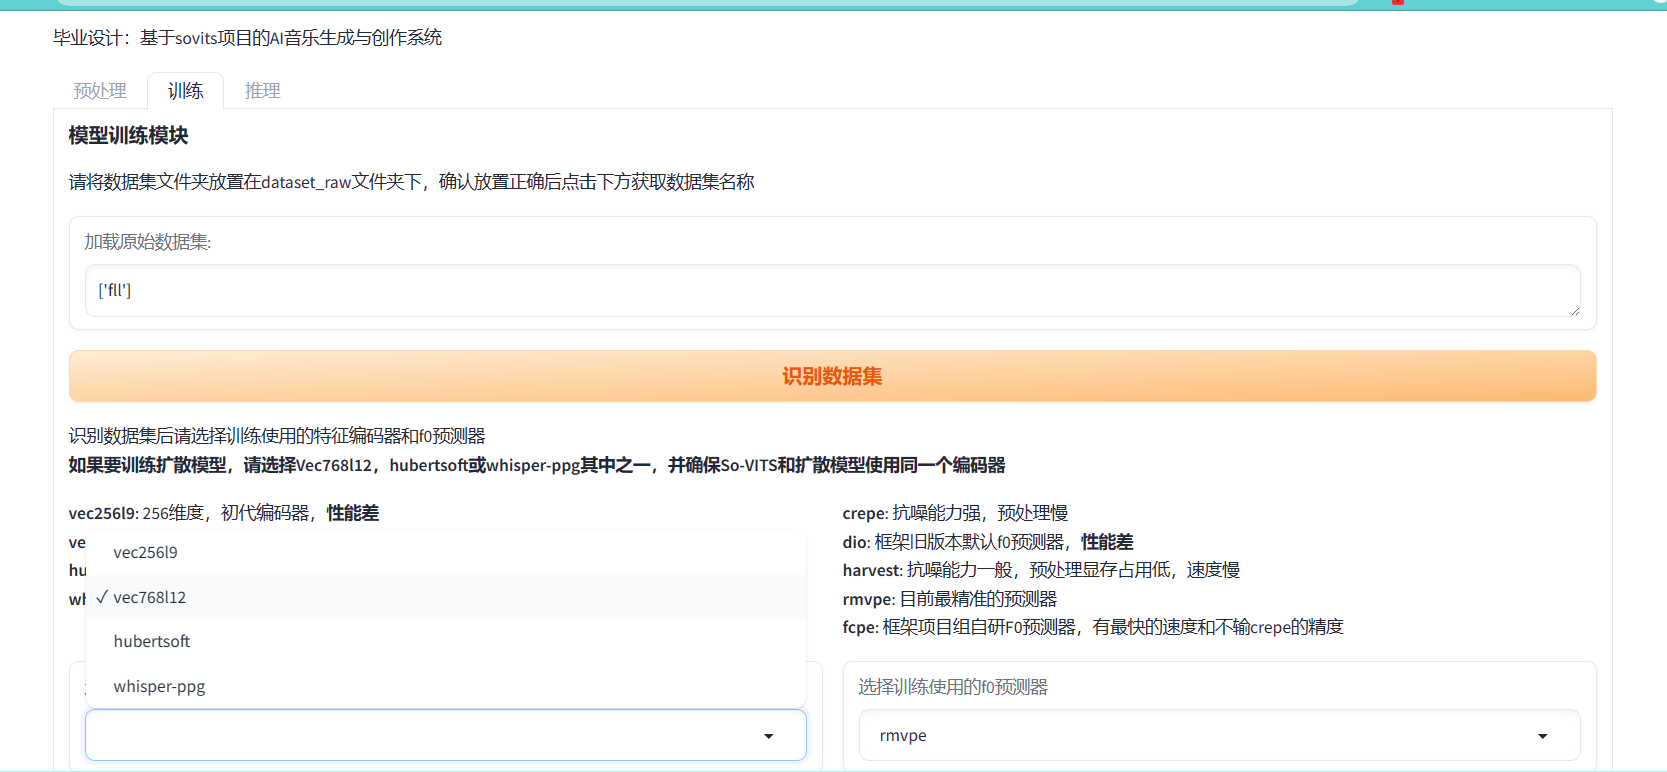 毕业设计：基于sovits项目的AI音乐生成与创作系统
预处理
训练
推理
模型训练模块
请将数据集文件夹放置在dataset_raw文件夹下，确认放置正确后点击下方获取数据集名称
加载原始数据集:
['fll']
识别数据集
识别数据集后请选择训练使用的特征编码器和f0预测器
如果要训练扩散模型，请选择Vec768l12，hubertsoft或whisper-ppg其中之一，并确保So-VITS和扩散模型使用同一个编码器
vec256l9: 256维度，初代编码器，性能差
ve
hu
wh
vec256l9
✓ vec768l12
hubertsoft
whisper-ppg
crepe: 抗噪能力强，预处理慢
dio: 框架旧版本默认f0预测器，性能差
harvest: 抗噪能力一般，预处理显存占用低，速度慢
rmvpe: 目前最精准的预测器
fcpe: 框架项目组自研F0预测器，有最快的速度和不输crepe的精度
选择训练使用的f0预测器
rmvpe